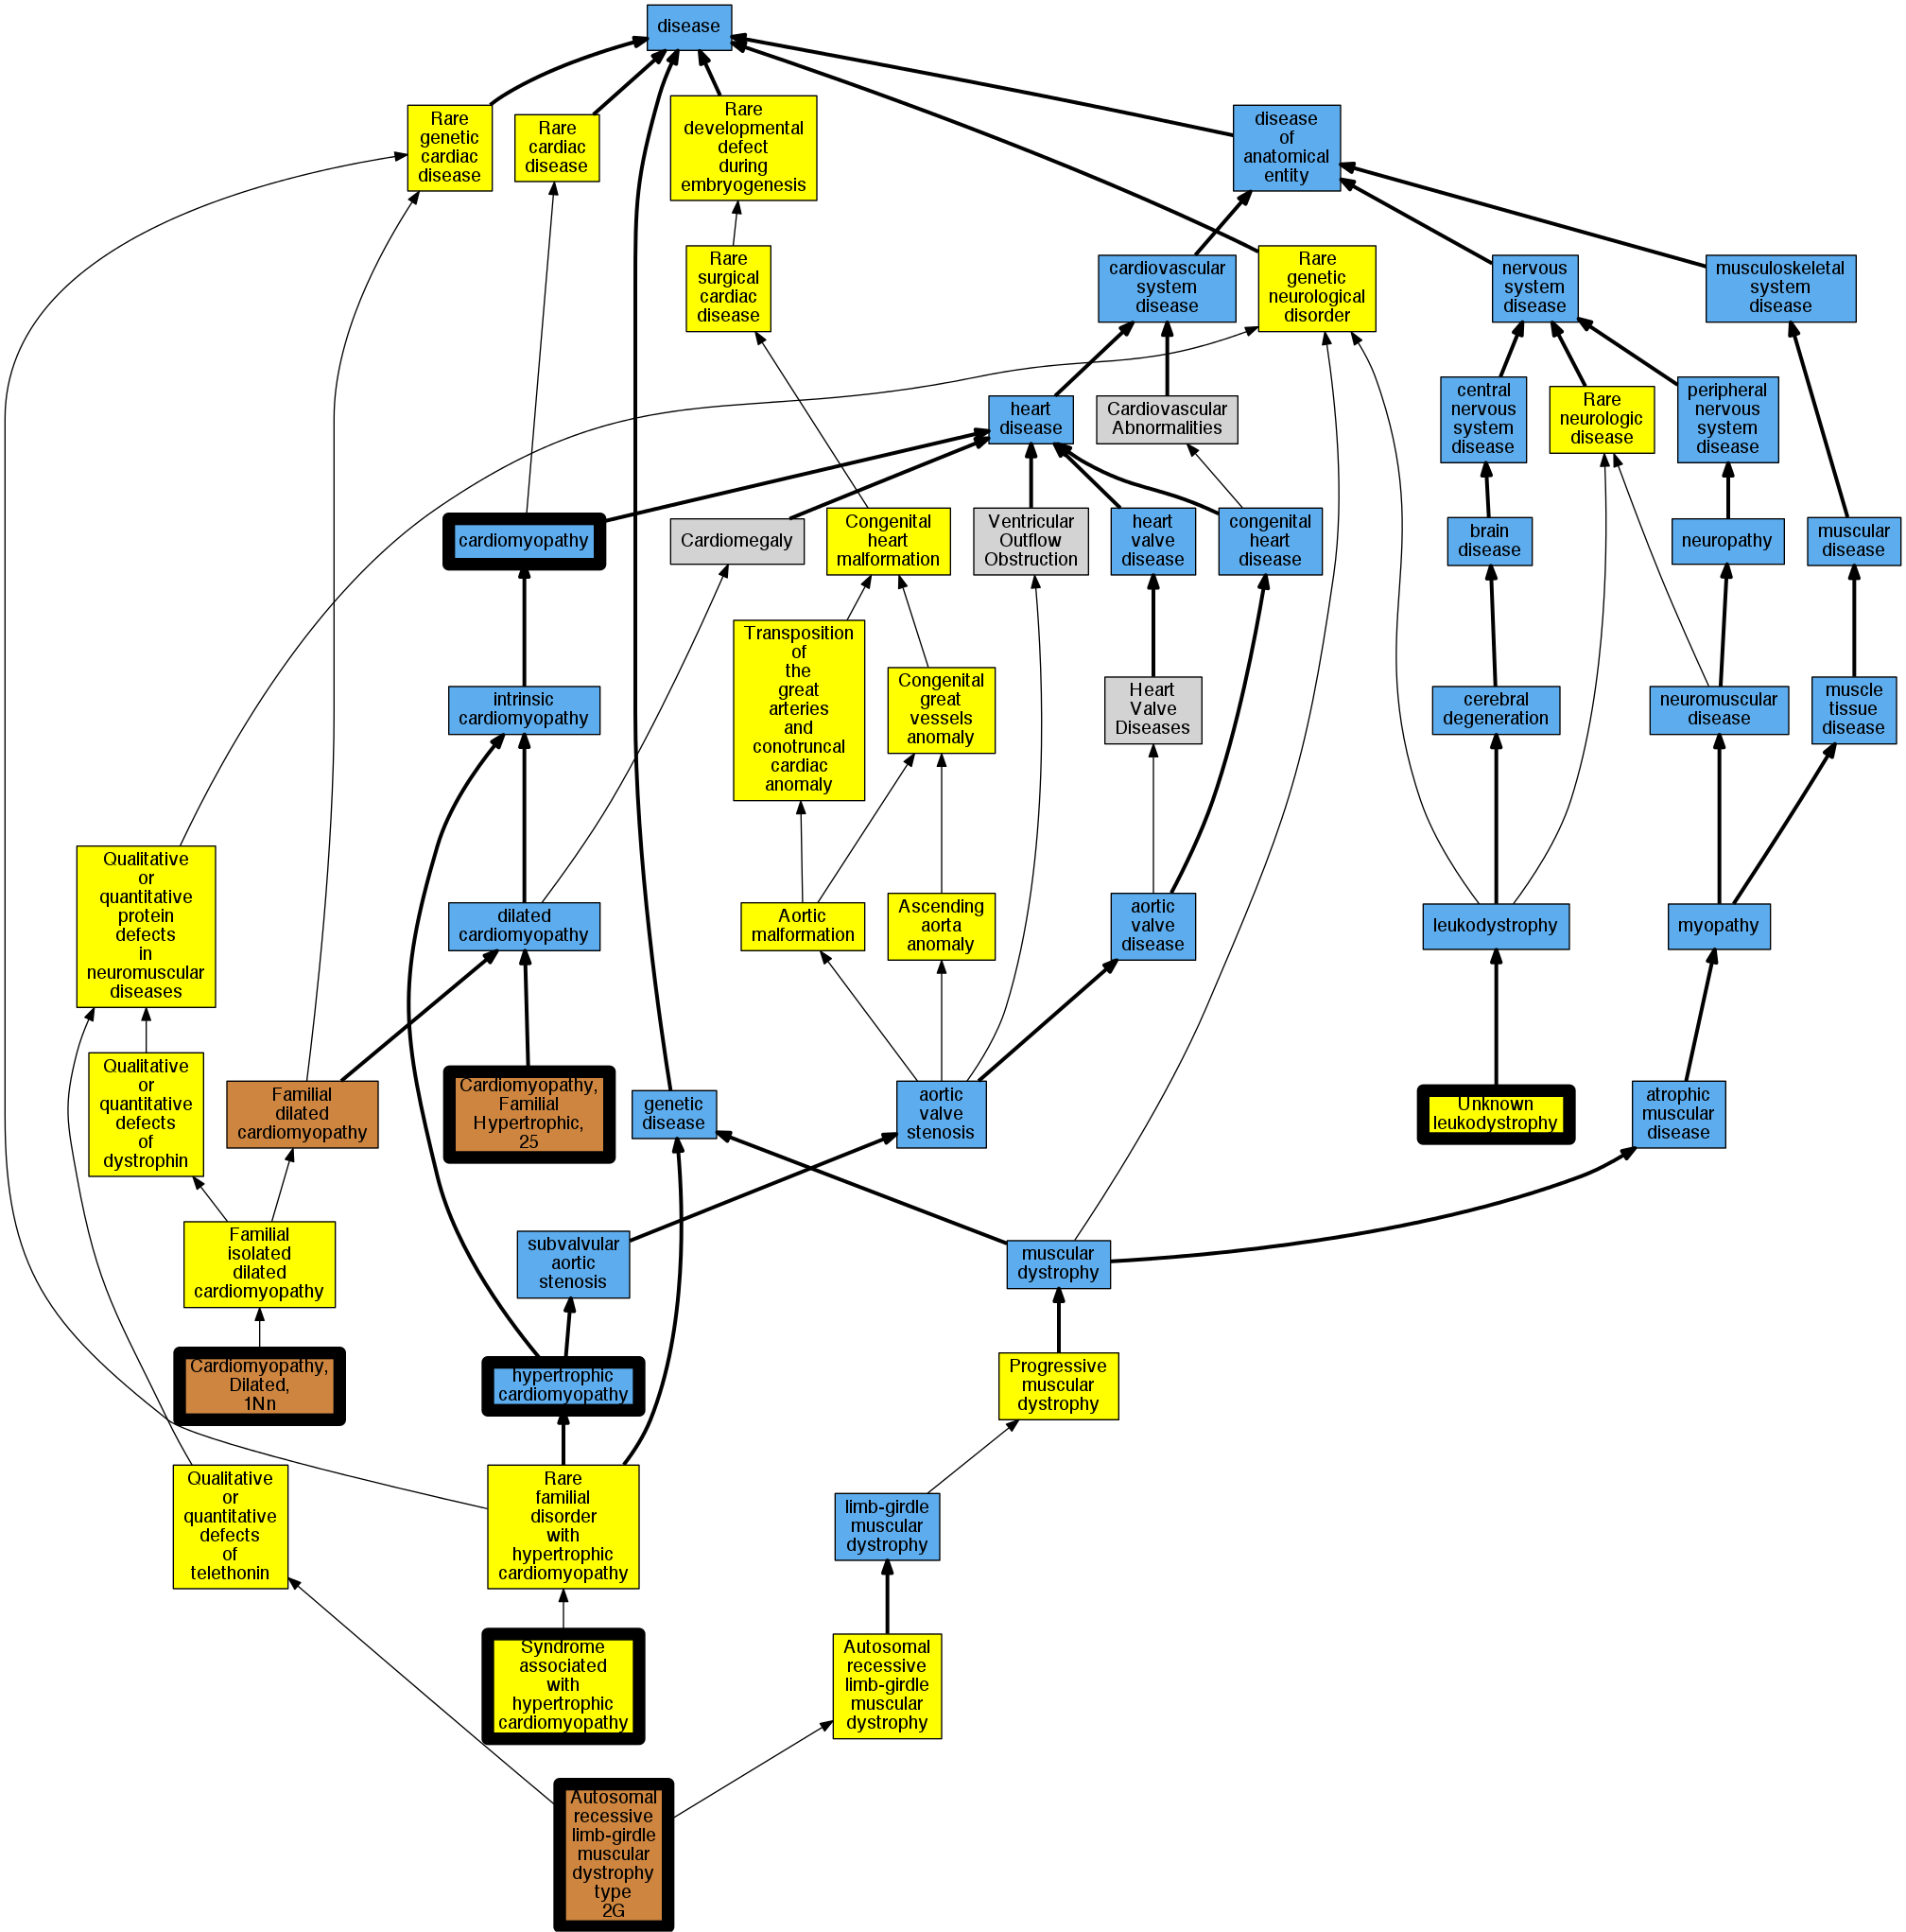 disease
Rare
genetic
cardiac
disease
Rare
cardiac
disease
Rare
developmental
defect
during
embryogenesis
disease
of
anatomical
entity
Rare
surgical
cardiac
disease
cardiovascular
system
disease
Rare
genetic
neurological
disorder
nervous
system
disease
musculoskeletal
system
disease
heart
disease
Cardiovascular
Abnormalities
central
nervous
system
disease
Rare
neurologic
disease
peripheral
nervous
system
disease
cardiomyopathy
Cardiomegaly
Congenital
heart
malformation
Ventricular
Outflow
Obstruction
heart
valve
disease
congenital
heart
disease
brain
disease
neuropathy
muscular
disease
intrinsic
cardiomyopathy
Transposition
of
the
great
arteries
and
conotruncal
cardiac
anomaly
Congenital
great
vessels
anomaly
Heart
Valve
Diseases
cerebral
degeneration
neuromuscular
disease
muscle
tissue
disease
Qualitative
or
quantitative
protein
defects
in
neuromuscular
diseases
dilated
cardiomyopathy
Aortic
malformation
Ascending
aorta
anomaly
aortic
valve
disease
leukodystrophy
myopathy
Qualitative
or
quantitative
defects
of
dystrophin
Familial
dilated
cardiomyopathy
Cardiomyopathy,
Familial
Hypertrophic,
25
genetic
disease
aortic
valve
stenosis
Unknown
leukodystrophy
atrophic
muscular
disease
Familial
isolated
dilated
cardiomyopathy
subvalvular
aortic
stenosis
muscular
dystrophy
Cardiomyopathy,
Dilated,
1Nn
hypertrophic
cardiomyopathy
Progressive
muscular
dystrophy
Qualitative
or
quantitative
defects
of
telethonin
Rare
familial
disorder
with
hypertrophic
cardiomyopathy
limb-girdle
muscular
dystrophy
Syndrome
associated
with
hypertrophic
cardiomyopathy
Autosomal
recessive
limb-girdle
muscular
dystrophy
Autosomal
recessive
limb-girdle
muscular
dystrophy
type
2G